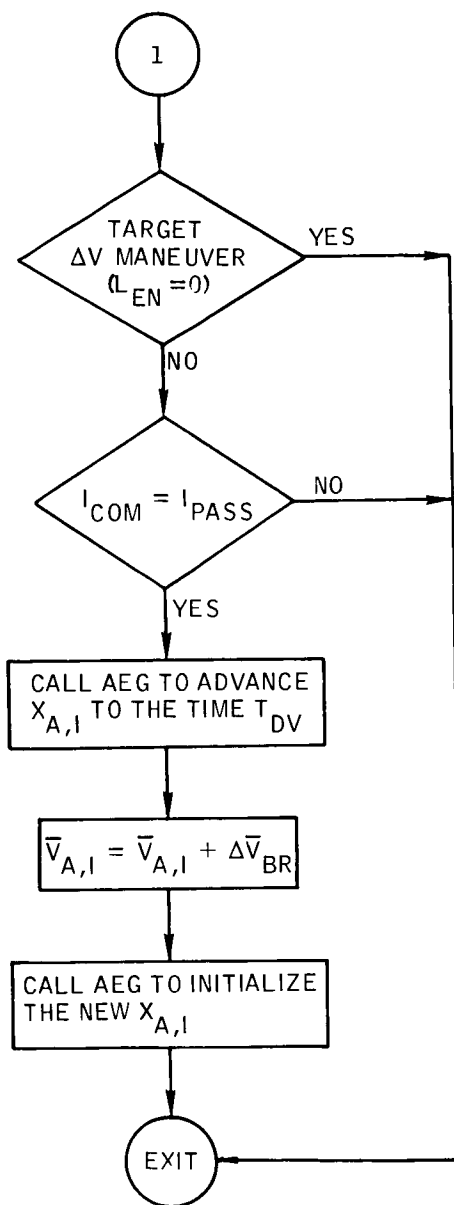 1
TARGET
ΔV MANEUVER
(L_EN = 0)
YES
NO
I_COM = I_PASS
NO
YES
CALL AEG TO ADVANCE
X_A,I TO THE TIME T_DV
V̄_A,I = V̄_A,I + ΔV̄_BR
CALL AEG TO INITIALIZE
THE NEW X_A,I
EXIT